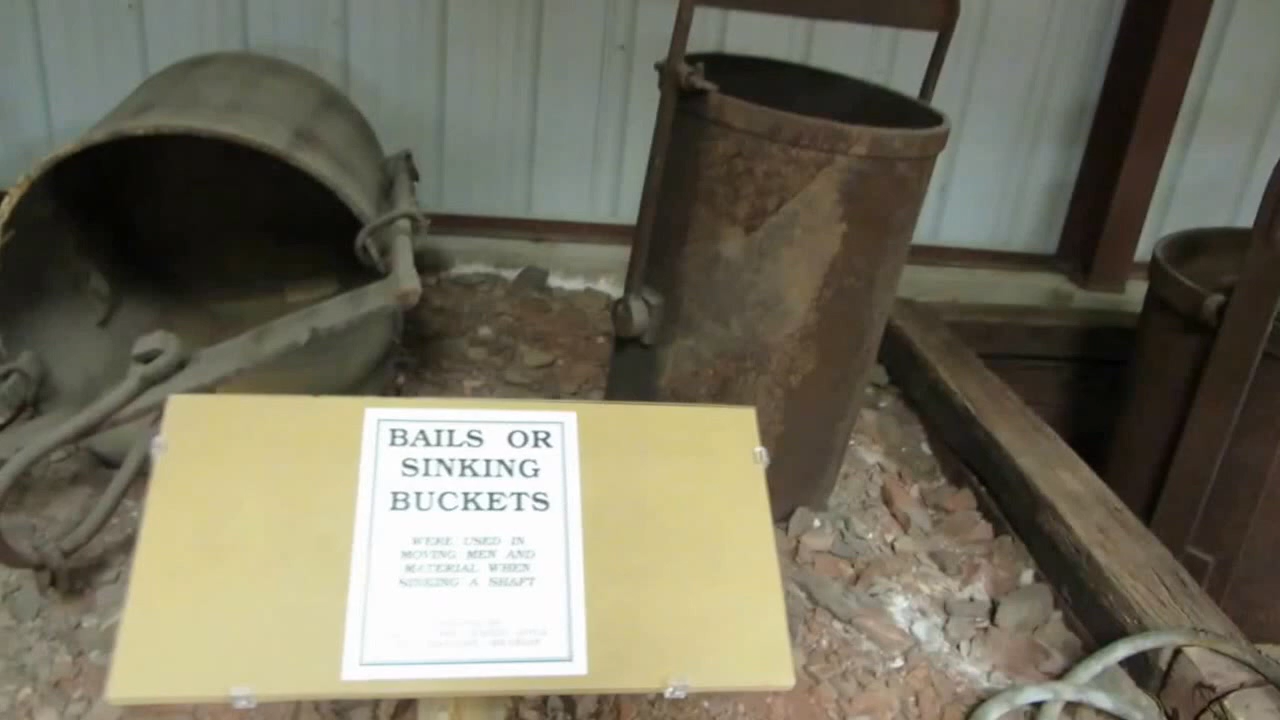 BAILS OR
SINKING
BUCKETS
WERE USED IN
MOVING MEN AND
MATERIAL WHEN
SINKING A SHAFT